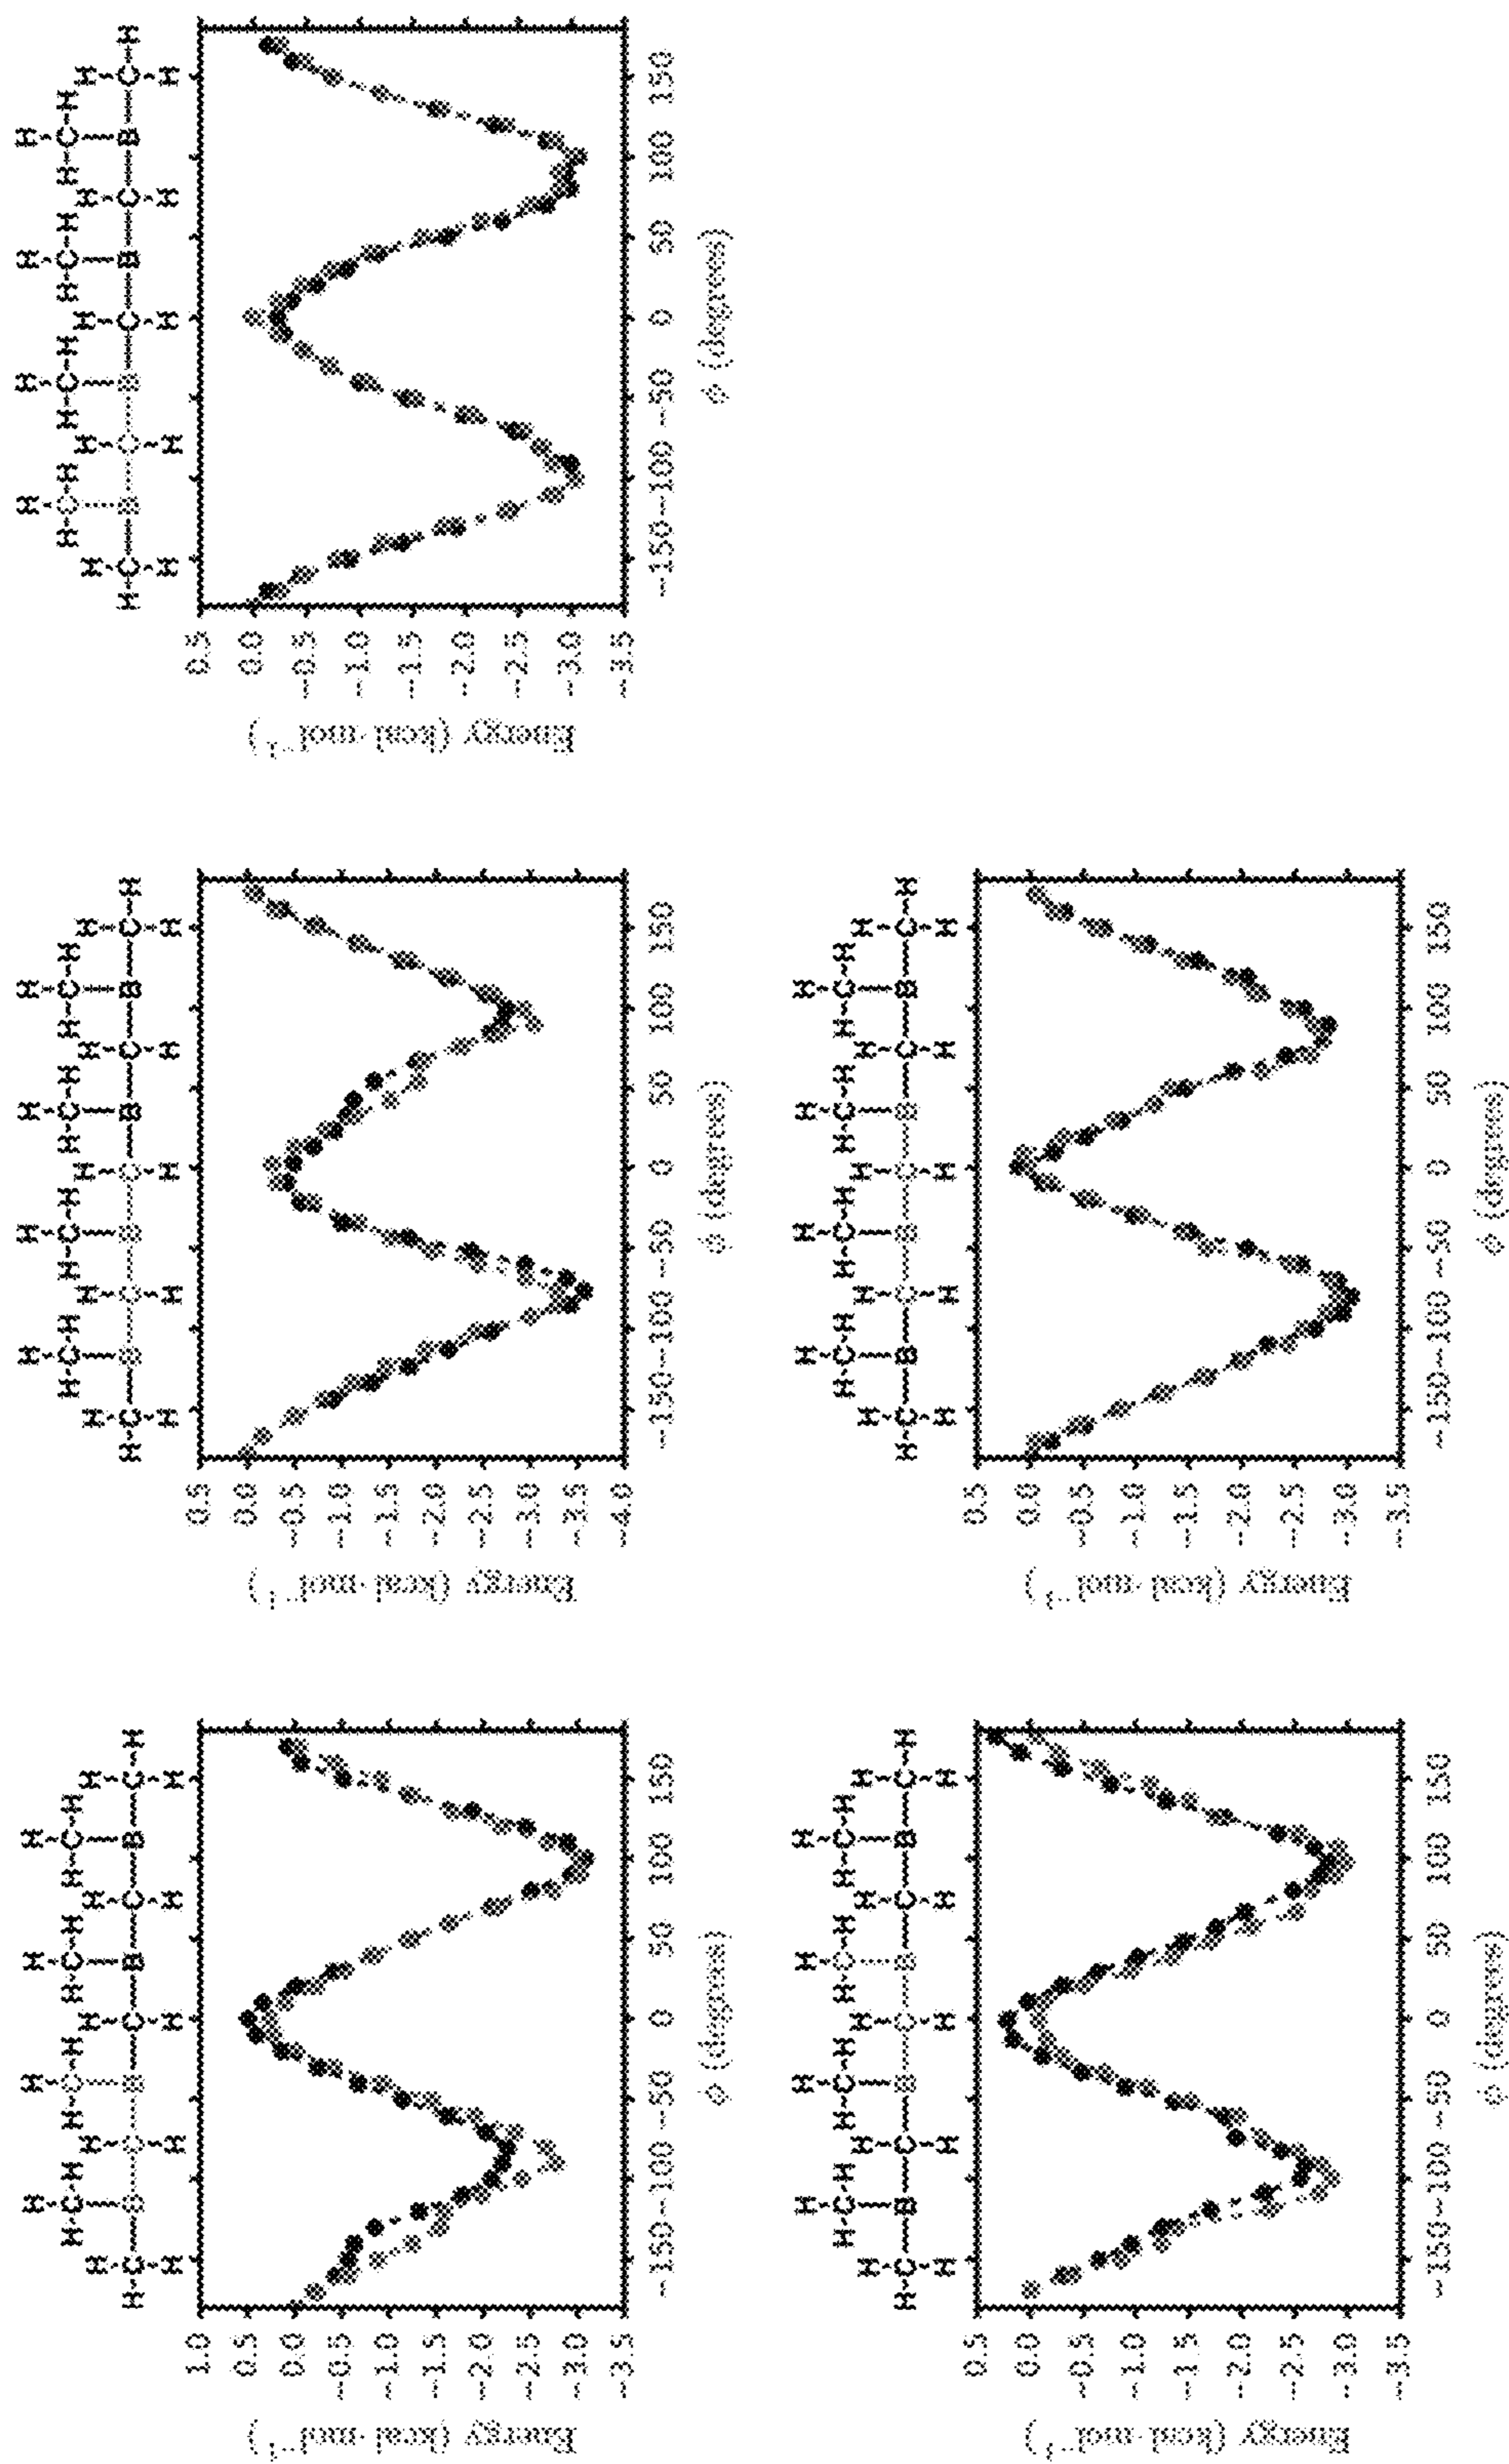 H H H H
H-C-H H-C-H H-C-H H-C-H
H H H H H
H-C-B-C-B-C-B-C-B-C-H
H H H H H
1.0
0.5
0.0
-0.5
-1.0
-1.5
-2.0
-2.5
-3.0
-3.5
Energy (kcal·mol⁻¹)
-150 -100 -50 0 50 100 150
ϕ (degrees)
H H H H
H-C-H H-C-H H-C-H H-C-H
H H H H H
H-C-B-C-B-C-B-C-B-C-H
H H H H H
0.5
0.0
-0.5
-1.0
-1.5
-2.0
-2.5
-3.0
-3.5
-4.0
Energy (kcal·mol⁻¹)
-150 -100 -50 0 50 100 150
ϕ (degrees)
H H H H
H-C-H H-C-H H-C-H H-C-H
H H H H H
H-C-B-C-B-C-B-C-B-C-H
H H H H H
0.5
0.0
-0.5
-1.0
-1.5
-2.0
-2.5
-3.0
-3.5
Energy (kcal·mol⁻¹)
-150 -100 -50 0 50 100 150
ϕ (degrees)
H H H H
H-C-H H-C-H H-C-H H-C-H
H H H H H
H-C-B-C-B-C-B-C-B-C-H
H H H H H
0.5
0.0
-0.5
-1.0
-1.5
-2.0
-2.5
-3.0
-3.5
Energy (kcal·mol⁻¹)
-150 -100 -50 0 50 100 150
ϕ (degrees)
H H H H
H-C-H H-C-H H-C-H H-C-H
H H H H H
H-C-B-C-B-C-B-C-B-C-H
H H H H H
0.5
0.0
-0.5
-1.0
-1.5
-2.0
-2.5
-3.0
-3.5
Energy (kcal·mol⁻¹)
-150 -100 -50 0 50 100 150
ϕ (degrees)